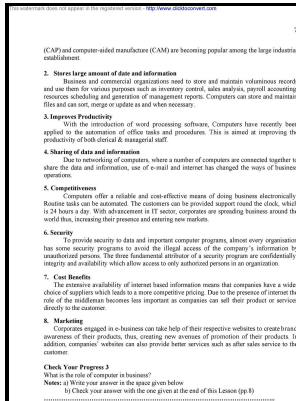 This watermark does not appear in the registered version - http://www.clicktoconvert.com
7
(CAP) and computer-aided manufacture (CAM) are becoming popular among the large industrial
establishment.
2. Stores large amount of date and information
Business and commercial organizations need to store and maintain voluminous records
and use them for various purposes such as inventory control, sales analysis, payroll accounting,
resources scheduling and generation of management reports. Computers can store and maintain
files and can sort, merge or update as and when necessary.
3. Improves Productivity
With the introduction of word processing software, Computers have recently been
applied to the automation of office tasks and procedures. This is aimed at improving the
productivity of both clerical & managerial staff.
4. Sharing of data and information
Due to networking of computers, where a number of computers are connected together to
share the data and information, use of e-mail and internet has changed the ways of business
operations.
5. Competitiveness
Computers offer a reliable and cost-effective means of doing business electronically.
Routine tasks can be automated. The customers can be provided support round the clock, which
is 24 hours a day. With advancement in IT sector, corporates are spreading business around the
world thus, increasing their presence and entering new markets.
6. Security
To provide security to data and important computer programs, almost every organisation
has some security programs to avoid the illegal access of the company's information by
unauthorized persons. The three fundamental attributor of a security program are confidentially,
integrity and availability which allow access to only authorized persons in an organization.
7. Cost Benefits
The extensive availability of internet based information means that companies have a wider
choice of suppliers which leads to a more competitive pricing. Due to the presence of internet the
role of the middleman becomes less important as companies can sell their product or services
directly to the customer.
8. Marketing
Corporates engaged in e-business can take help of their respective websites to create brand
awareness of their products, thus, creating new avenues of promotion of their products. In
addition, companies' websites can also provide better services such as after sales service to the
customer.
Check Your Progress 3
What is the role of computer in business?
Notes: a) Write your answer in the space given below
b) Check your answer with the one given at the end of this Lesson (pp.8)